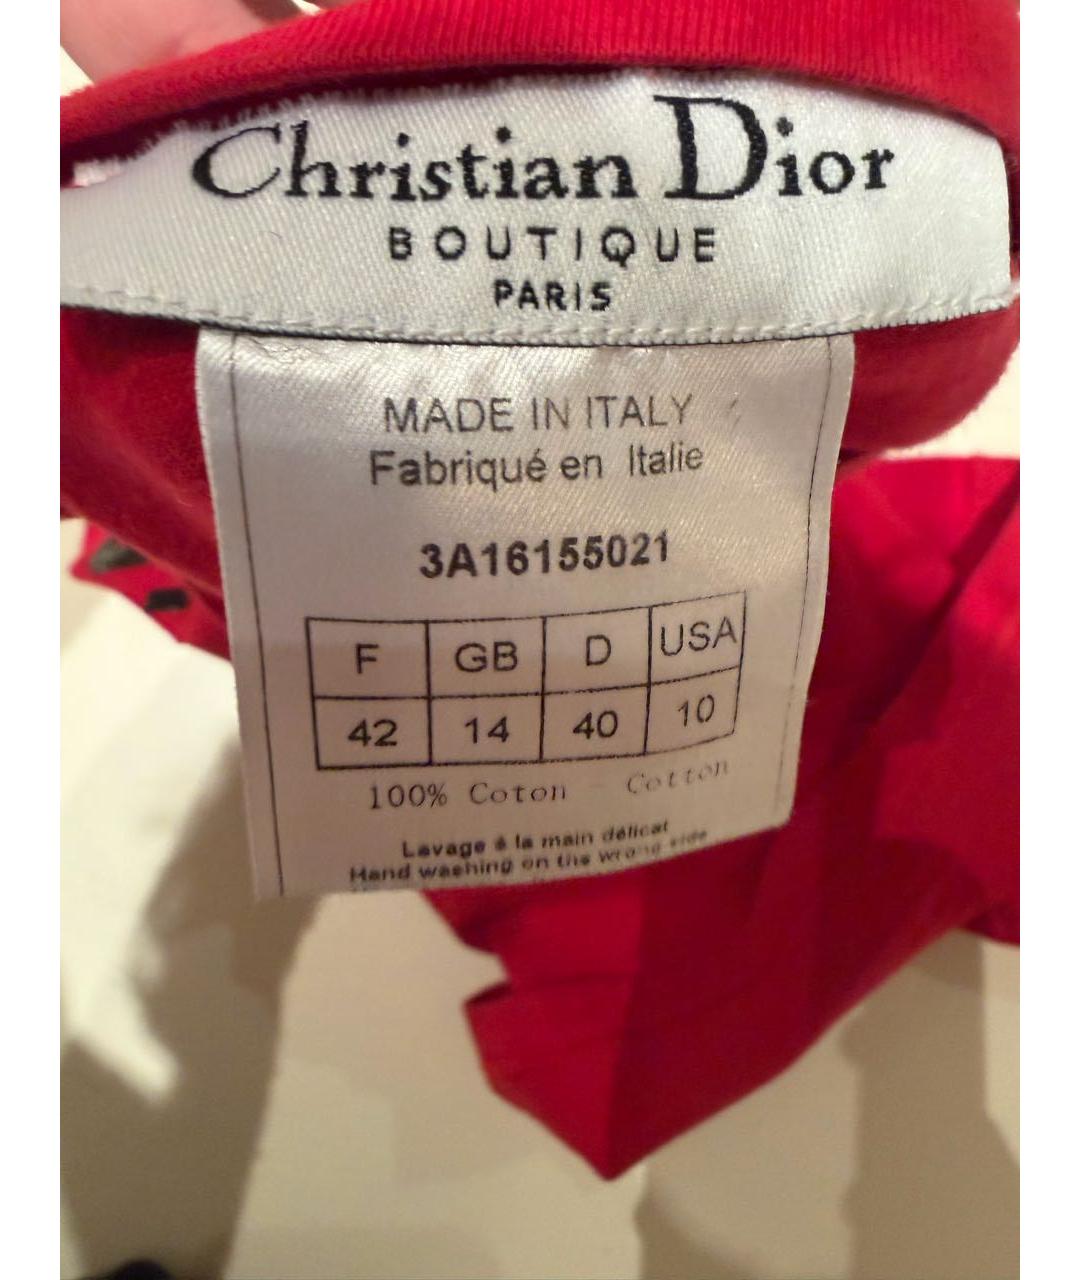 Christian Dior
BOUTIQUE
PARIS
MADE IN ITALY
Fabriqué en Italie
3A16155021
F GB D USA
42 14 40 10
100% Coton - Cotton
Lavage à la main délicat
Hand washing on the wrong side